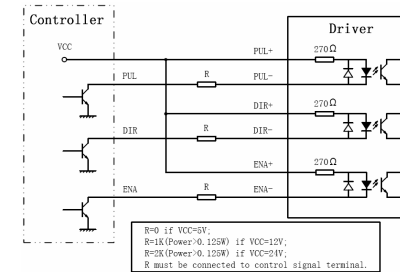 Controller
Driver
VCC
PUL+
270Ω
PUL
R
PUL-
DIR+
270Ω
DIR
R
DIR-
ENA+
270Ω
ENA
R
ENA-
R=0 if VCC=5V;
R=1K(Power>0.125W) if VCC=12V;
R=2K(Power>0.125W) if VCC=24V;
R must be connected to control signal terminal.